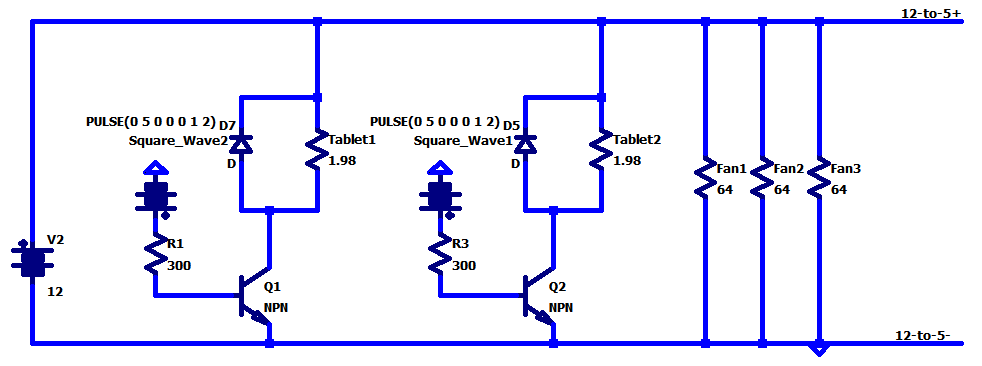 12-to-5+
PULSE(0 5 0 0 0 1 2)
D7
Square_Wave2
D
Tablet1
1.98
PULSE(0 5 0 0 0 1 2)
D5
Square_Wave1
D
Tablet2
1.98
Fan1
64
Fan2
64
Fan3
64
V2
12
R1
300
R3
300
Q1
NPN
Q2
NPN
12-to-5-